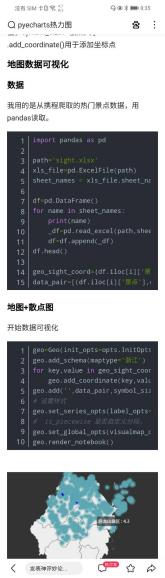 没有 SIM 卡
8:35
pyecharts热力图
.add_coordinate()用于添加坐标点
地图数据可视化
数据
我用的是从携程爬取的热门景点数据，用
pandas读取。
1 import pandas as pd
2
3 path='sight.xlsx'
4 xls_file=pd.ExcelFile(path)
5 sheet_names = xls_file.sheet_na
6
7 df=pd.DataFrame()
8 for name in sheet_names:
9 print(name)
10 _df=pd.read_excel(path,shee
11 df=df.append(_df)
12 df.head()
13
14 geo_sight_coord={df.iloc[i]['景
15 data_pair=[(df.iloc[i]['景点'],
地图+散点图
开始数据可视化
1 geo=Geo(init_opts=opts.InitOpts
2 geo.add_schema(maptype='浙江')
3 for key,value in geo_sight_coor
4 geo.add_coordinate(key,valu
5 geo.add('',data_pair,symbol_siz
6 # 设置样式
7 geo.set_series_opts(label_opts=
8 # is_piecewise
9 geo.set_global_opts(visualmap_o
10 geo.render_notebook()
4.3
发表神评妙论...